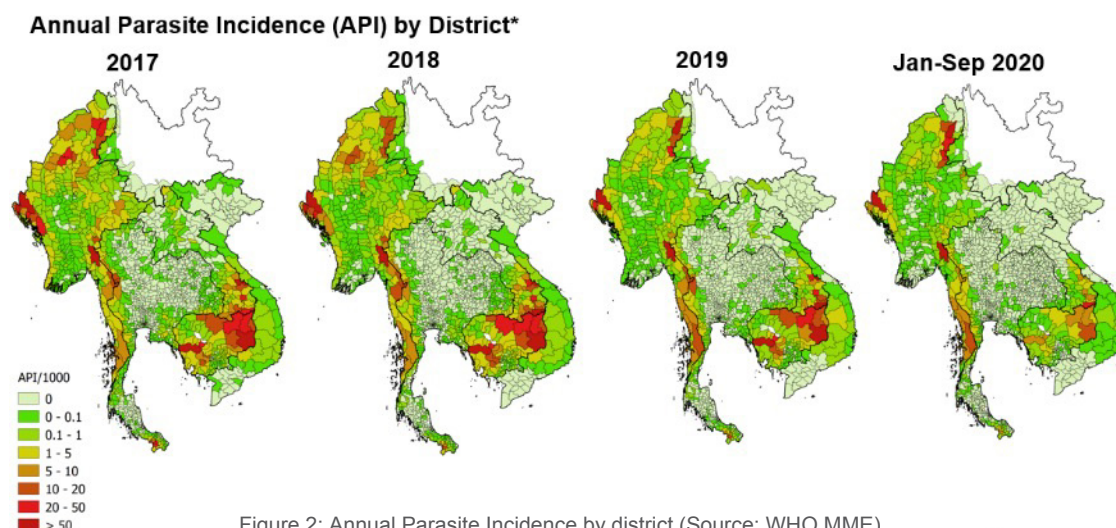 Annual Parasite Incidence (API) by District*
2017
2018
2019
Jan-Sep 2020
API/1000
0
0 - 0.1
0.1 - 1
1 - 5
5 - 10
10 - 20
20 - 50
> 50
Figure 2: Annual Parasite Incidence by district (Source: WHO MME)